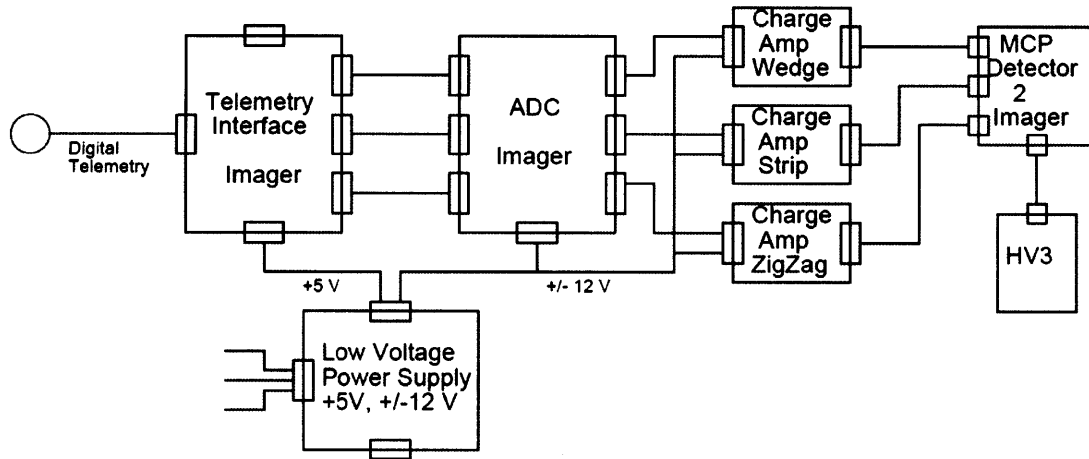 Digital
Telemetry
Telemetry
Interface
Imager
ADC
Imager
Charge
Amp
Wedge
Charge
Amp
Strip
Charge
Amp
ZigZag
MCP
Detector
2
Imager
HV3
+5 V
+/- 12 V
Low Voltage
Power Supply
+5V, +/-12 V